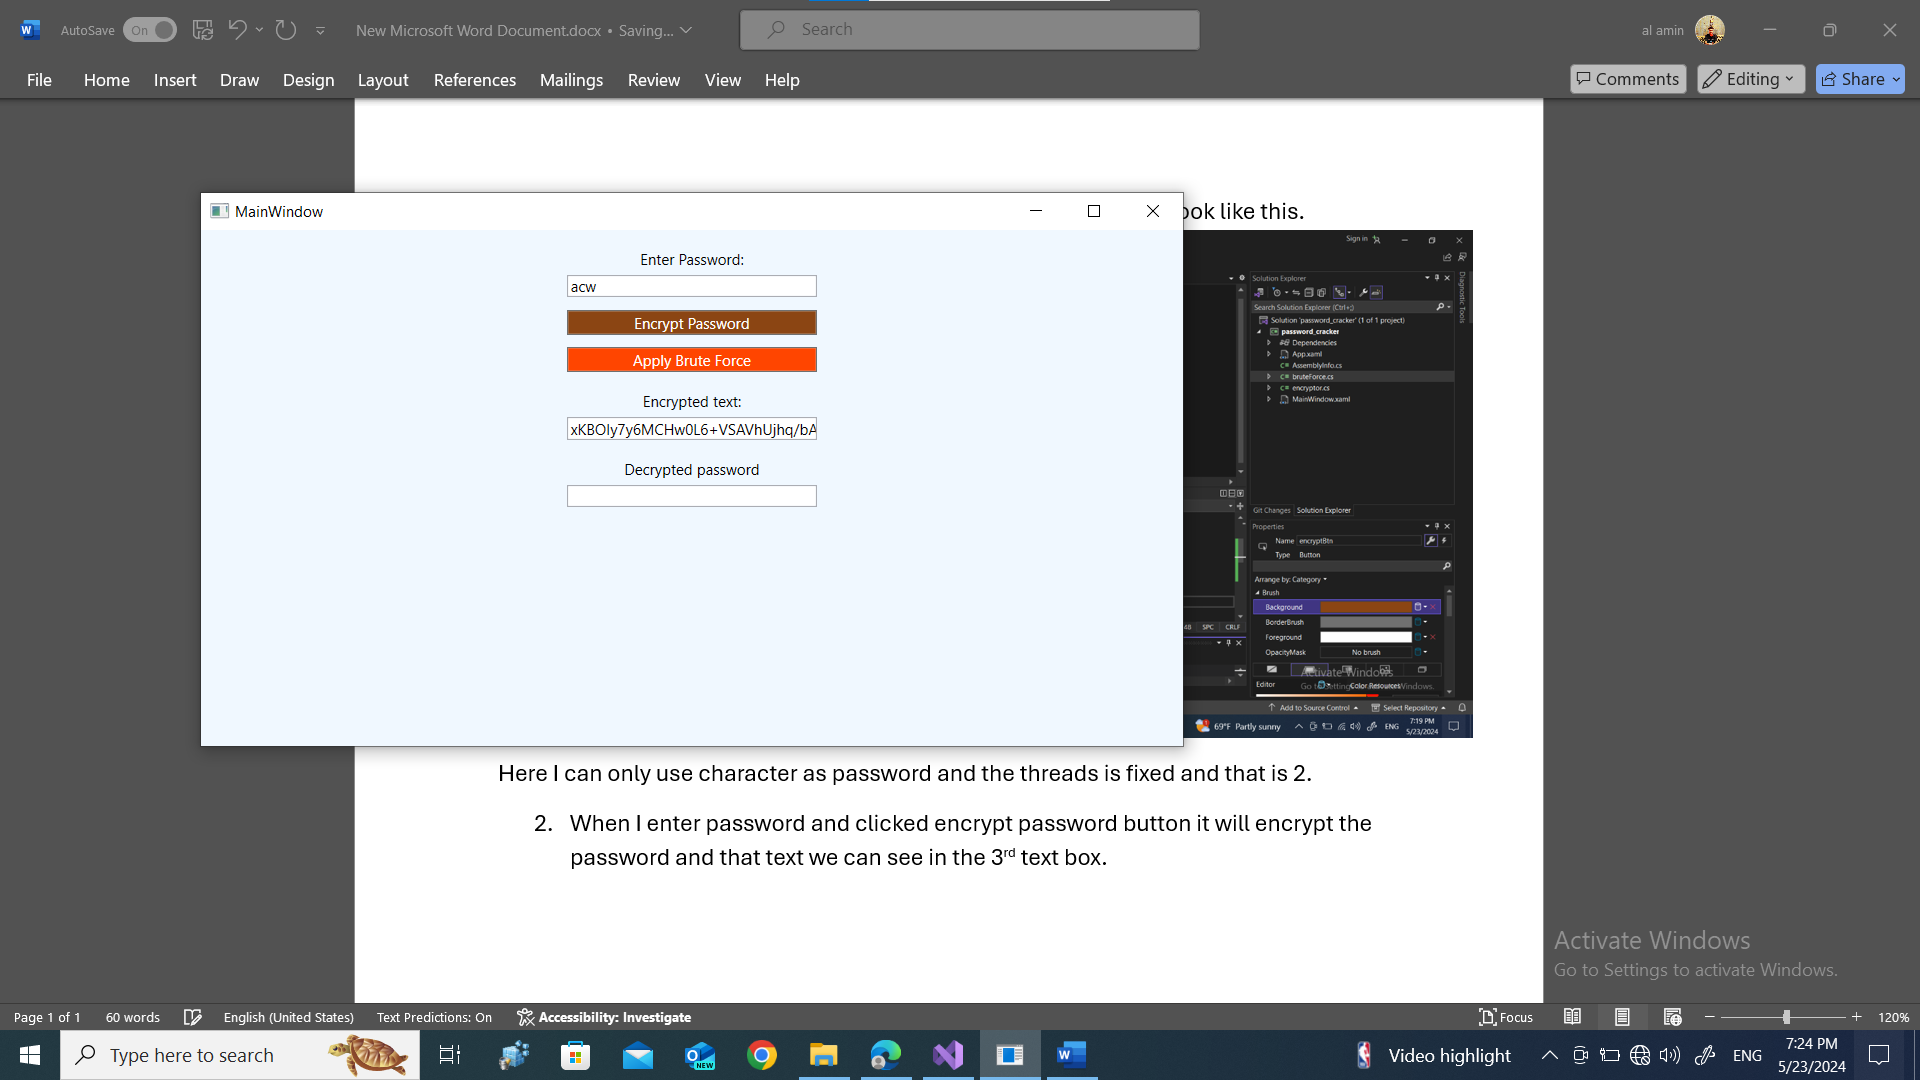 AutoSave On New Microsoft Word Document.docx • Saving... Search al amin
File Home Insert Draw Design Layout References Mailings Review View Help Comments Editing Share
MainWindow
ook like this.
Enter Password:
acw
Encrypt Password
Apply Brute Force
Encrypted text:
xKBOIy7y6MCHw0L6+VSAVhUjhq/bA
Decrypted password
Sign in
Solution Explorer
Search Solution Explorer (Ctrl+;)
Solution 'password_cracker' (1 of 1 project)
password_cracker
Dependencies
App.xaml
C# AssemblyInfo.cs
C# bruteForce.cs
C# encryptor.cs
MainWindow.xaml
Diagnostic Tools
Git Changes Solution Explorer
Properties
Name encryptBtn
Type Button
Arrange by: Category
Brush
Background
BorderBrush
Foreground
OpacityMask No brush
48 SPC CRLF
Activate Windows
Editor Color Resources
Add to Source Control Select Repository
69°F Partly sunny ENG 7:19 PM
5/23/2024
Here I can only use character as password and the threads is fixed and that is 2.
2. When I enter password and clicked encrypt password button it will encrypt the
password and that text we can see in the 3rd text box.
Activate Windows
Go to Settings to activate Windows.
Page 1 of 1 60 words English (United States) Text Predictions: On Accessibility: Investigate Focus 120%
Type here to search NEW Video highlight ENG 7:24 PM
5/23/2024